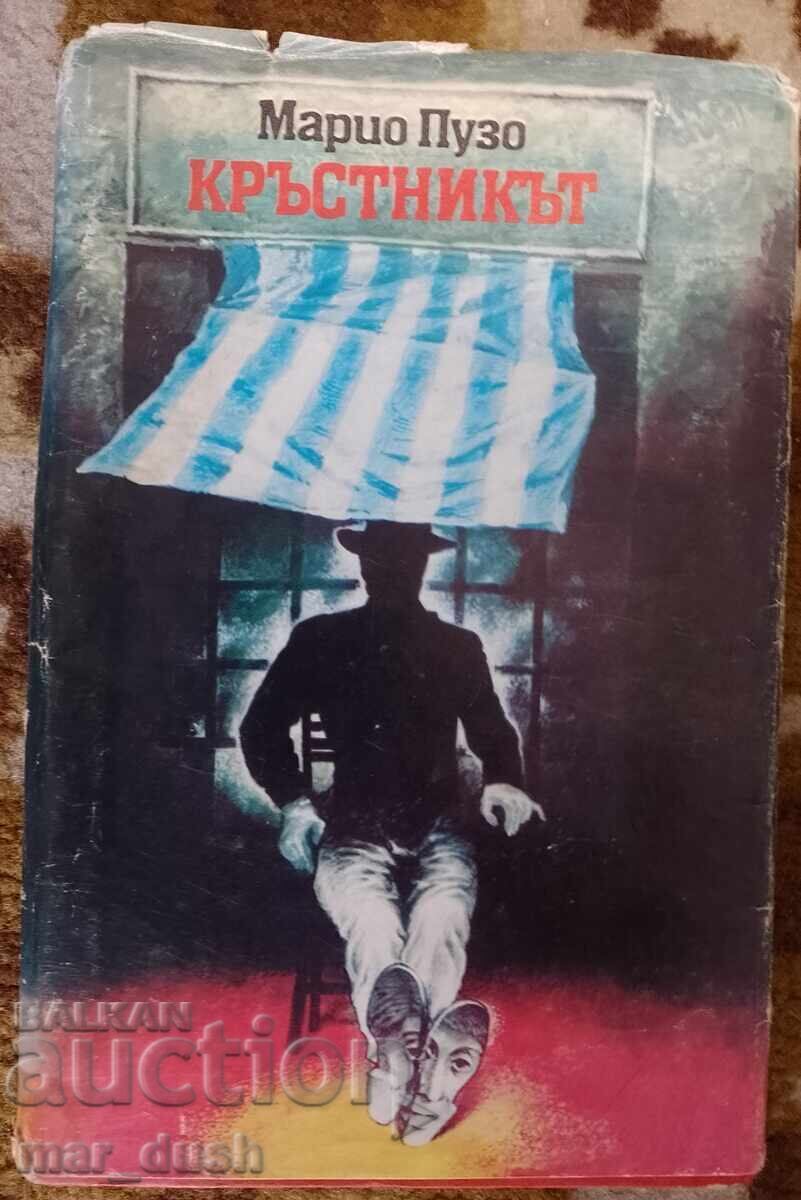 Марио Пузо
КРЪСТНИКЪТ
BALKAN
auction
mar_dush